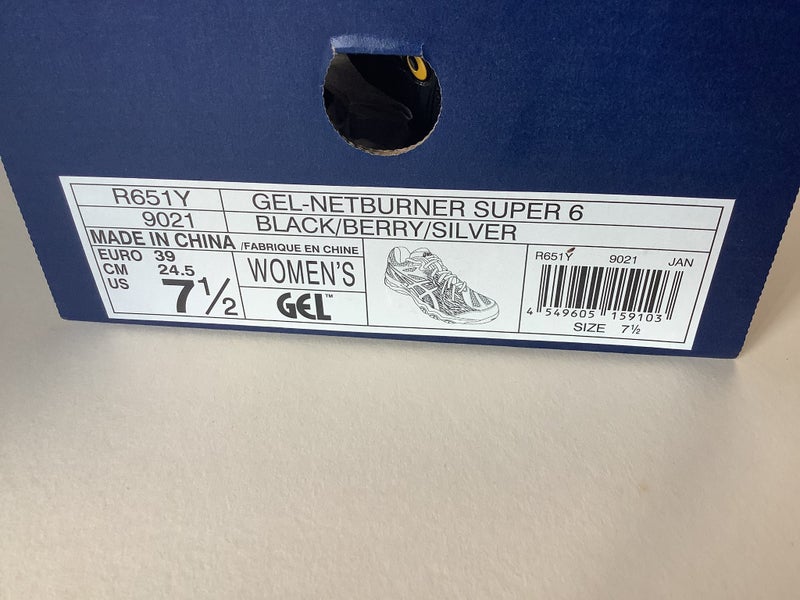 R651Y GEL-NETBURNER SUPER 6
9021 BLACK/BERRY/SILVER
MADE IN CHINA /FABRIQUE EN CHINE
EURO 39
CM 24.5
US 7½
WOMEN'S
GEL™
R651Y 9021 JAN
4 549605 159103
SIZE 7½